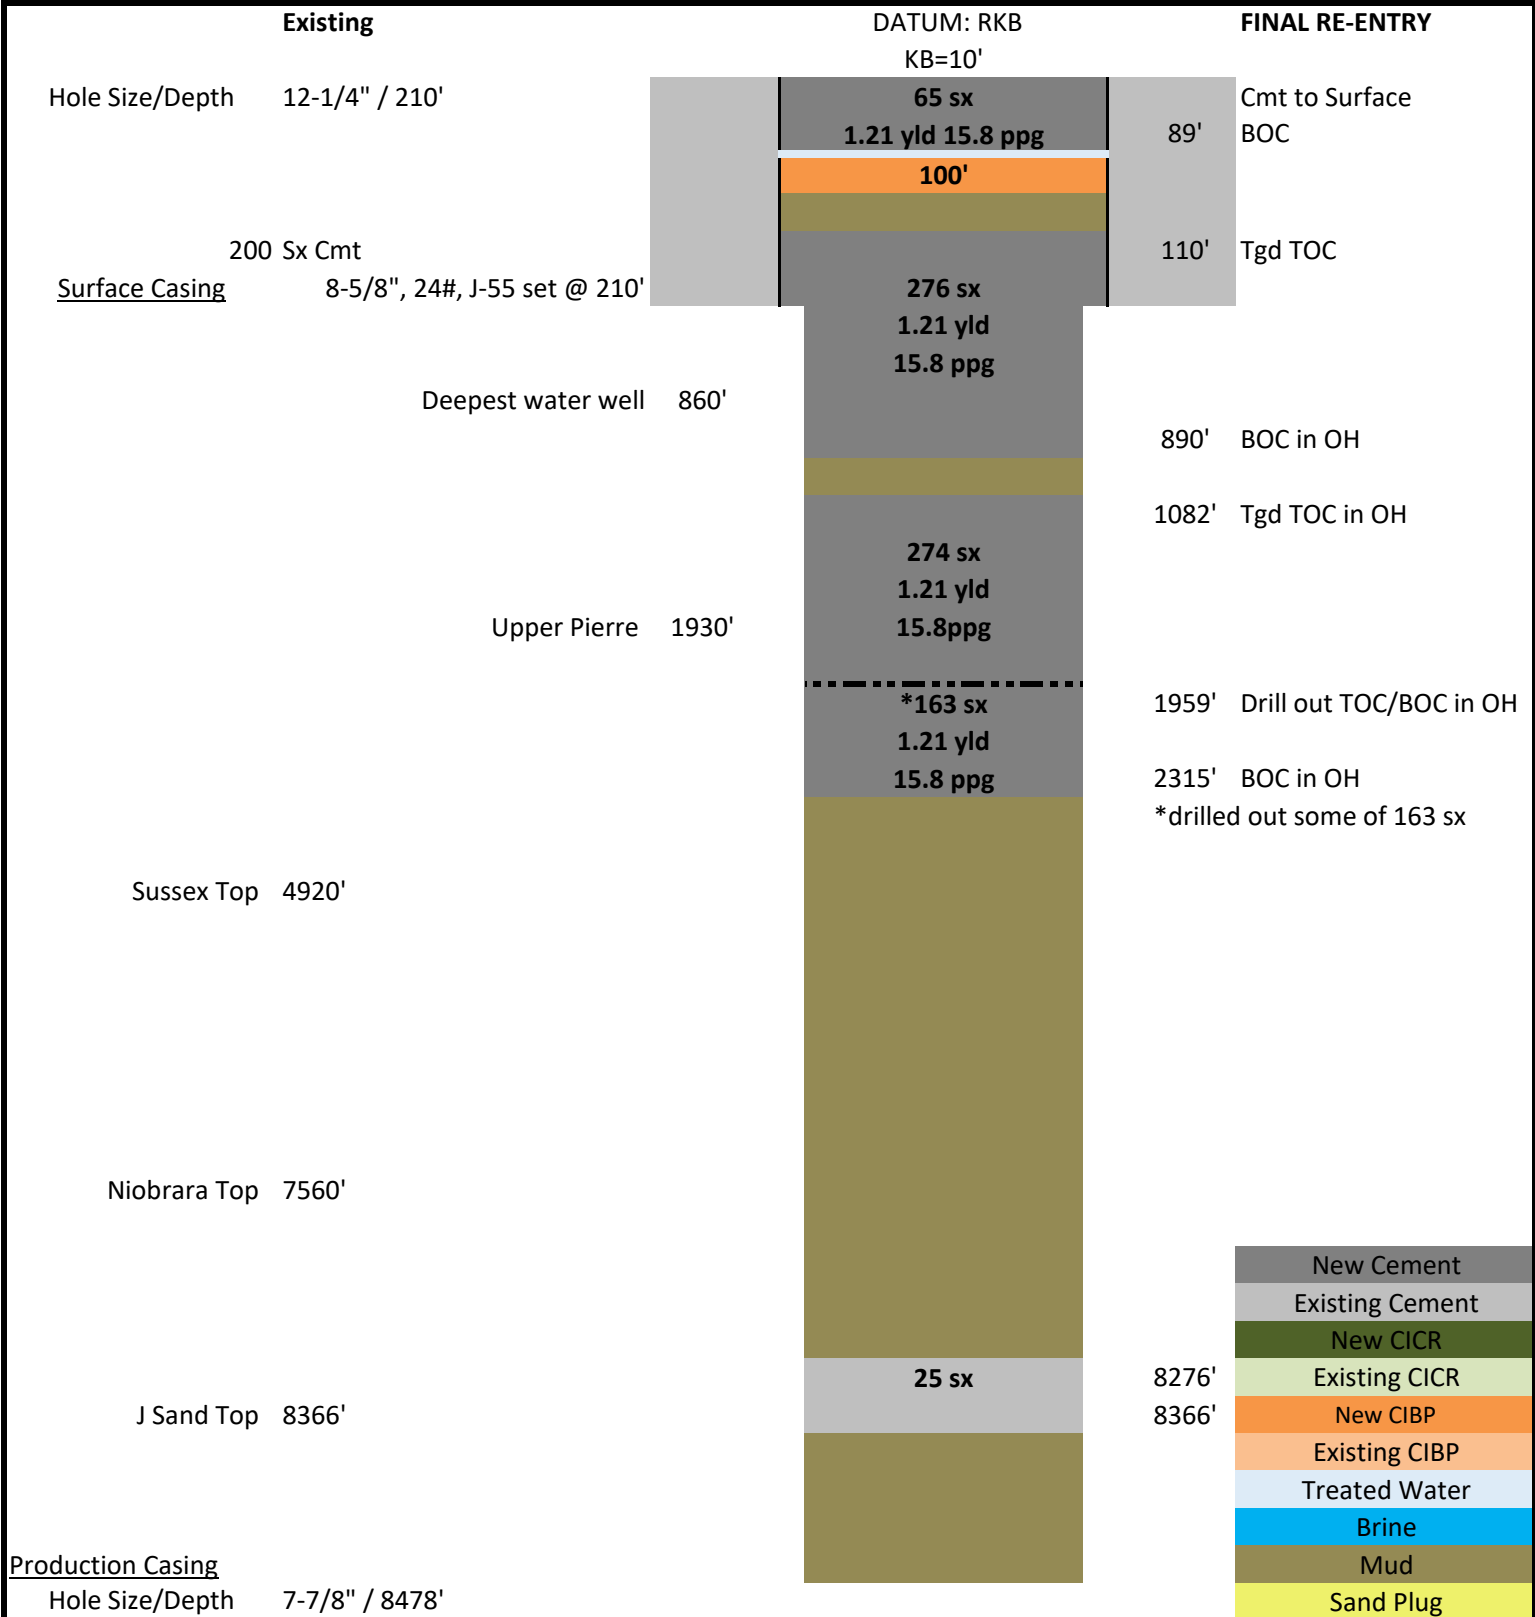 Existing DATUM: RKB FINAL RE-ENTRY
KB=10'
Hole Size/Depth 12-1/4" / 210' 65 sx Cmt to Surface
1.21 yld 15.8 ppg 89' BOC
100'
200 Sx Cmt 110' Tgd TOC
Surface Casing 8-5/8", 24#, J-55 set @ 210' 276 sx
1.21 yld
15.8 ppg
Deepest water well 860'
890' BOC in OH
1082' Tgd TOC in OH
274 sx
1.21 yld
Upper Pierre 1930' 15.8ppg
*163 sx 1959' Drill out TOC/BOC in OH
1.21 yld
15.8 ppg 2315' BOC in OH
*drilled out some of 163 sx
Sussex Top 4920'
Niobrara Top 7560'
New Cement
Existing Cement
New CICR
25 sx 8276' Existing CICR
J Sand Top 8366' 8366' New CIBP
Existing CIBP
Treated Water
Brine
Production Casing Mud
Hole Size/Depth 7-7/8" / 8478' Sand Plug